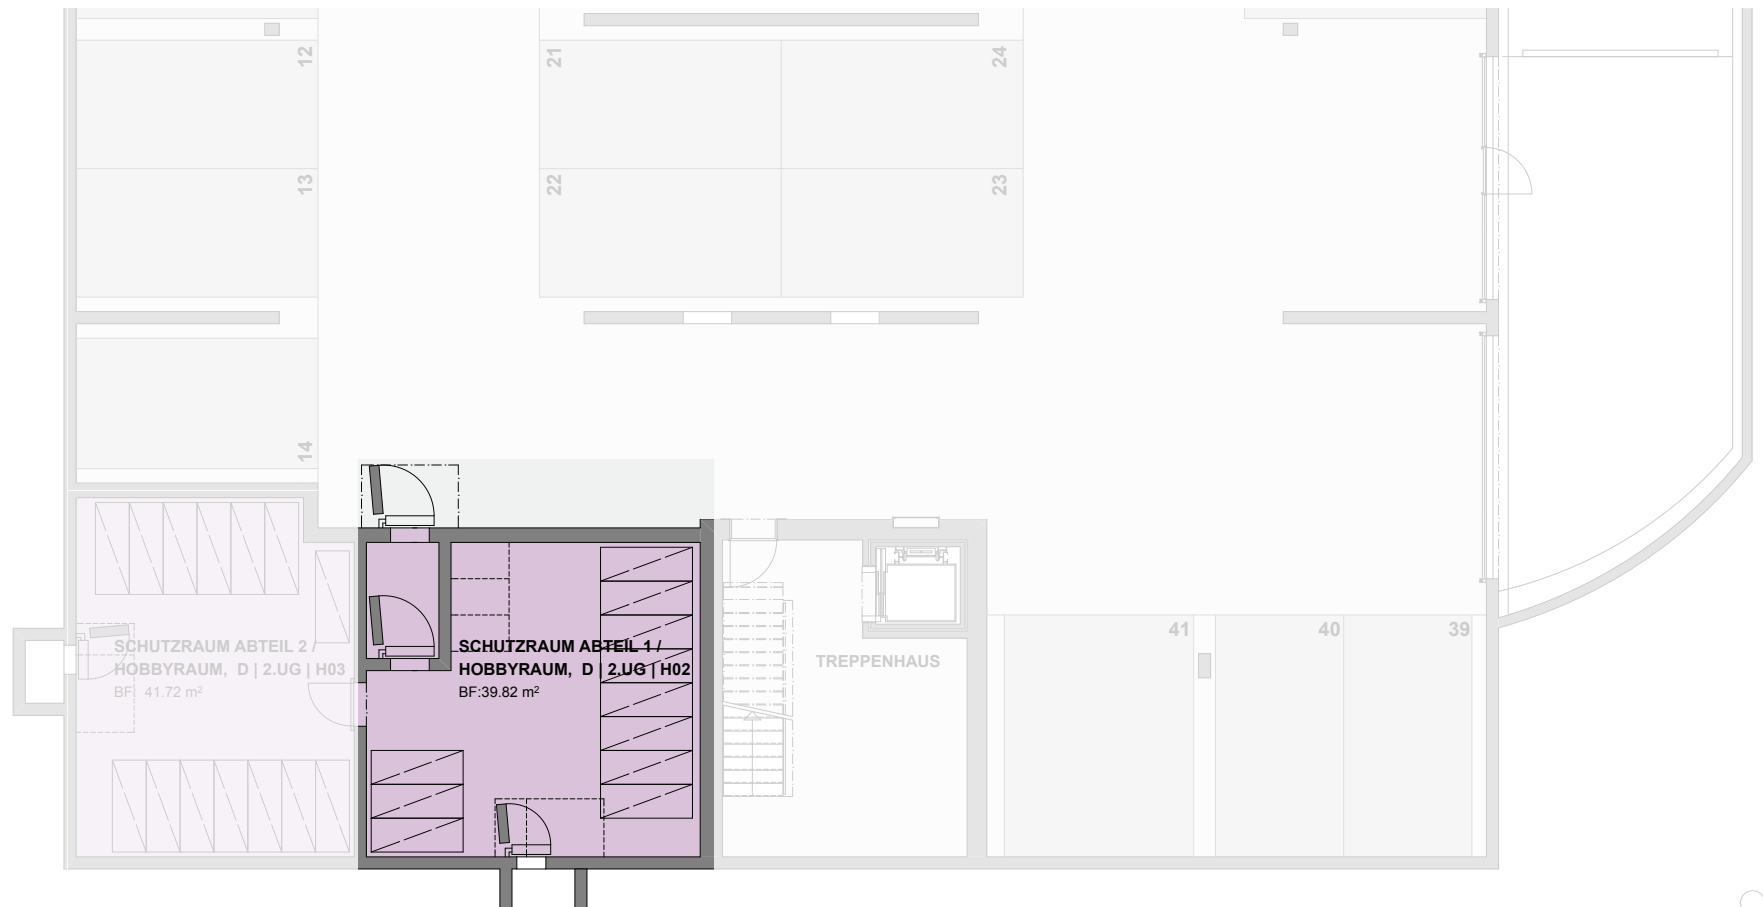 12
21
24
13
22
23
14
SCHUTZRAUM ABTEIL 2 /
HOBBYRAUM, D | 2.UG | H03
BF: 41.72 m²
SCHUTZRAUM ABTEIL 1 /
HOBBYRAUM, D | 2.UG | H02
BF:39.82 m²
TREPPENHAUS
41
40
39